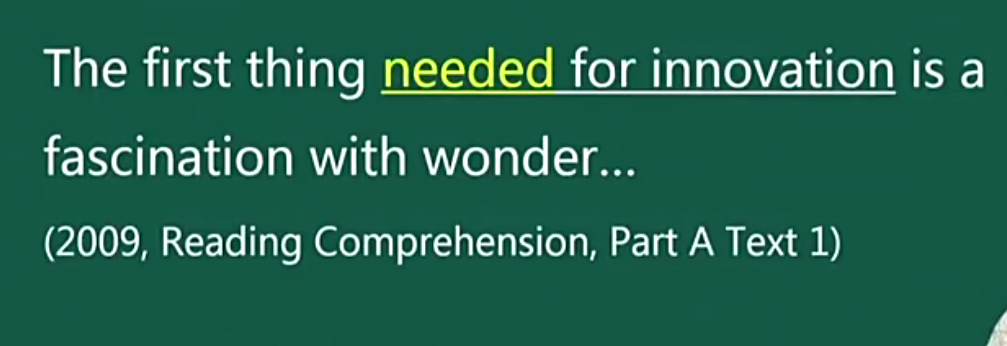 The first thing needed for innovation is a
fascination with wonder...
(2009, Reading Comprehension, Part A Text 1)